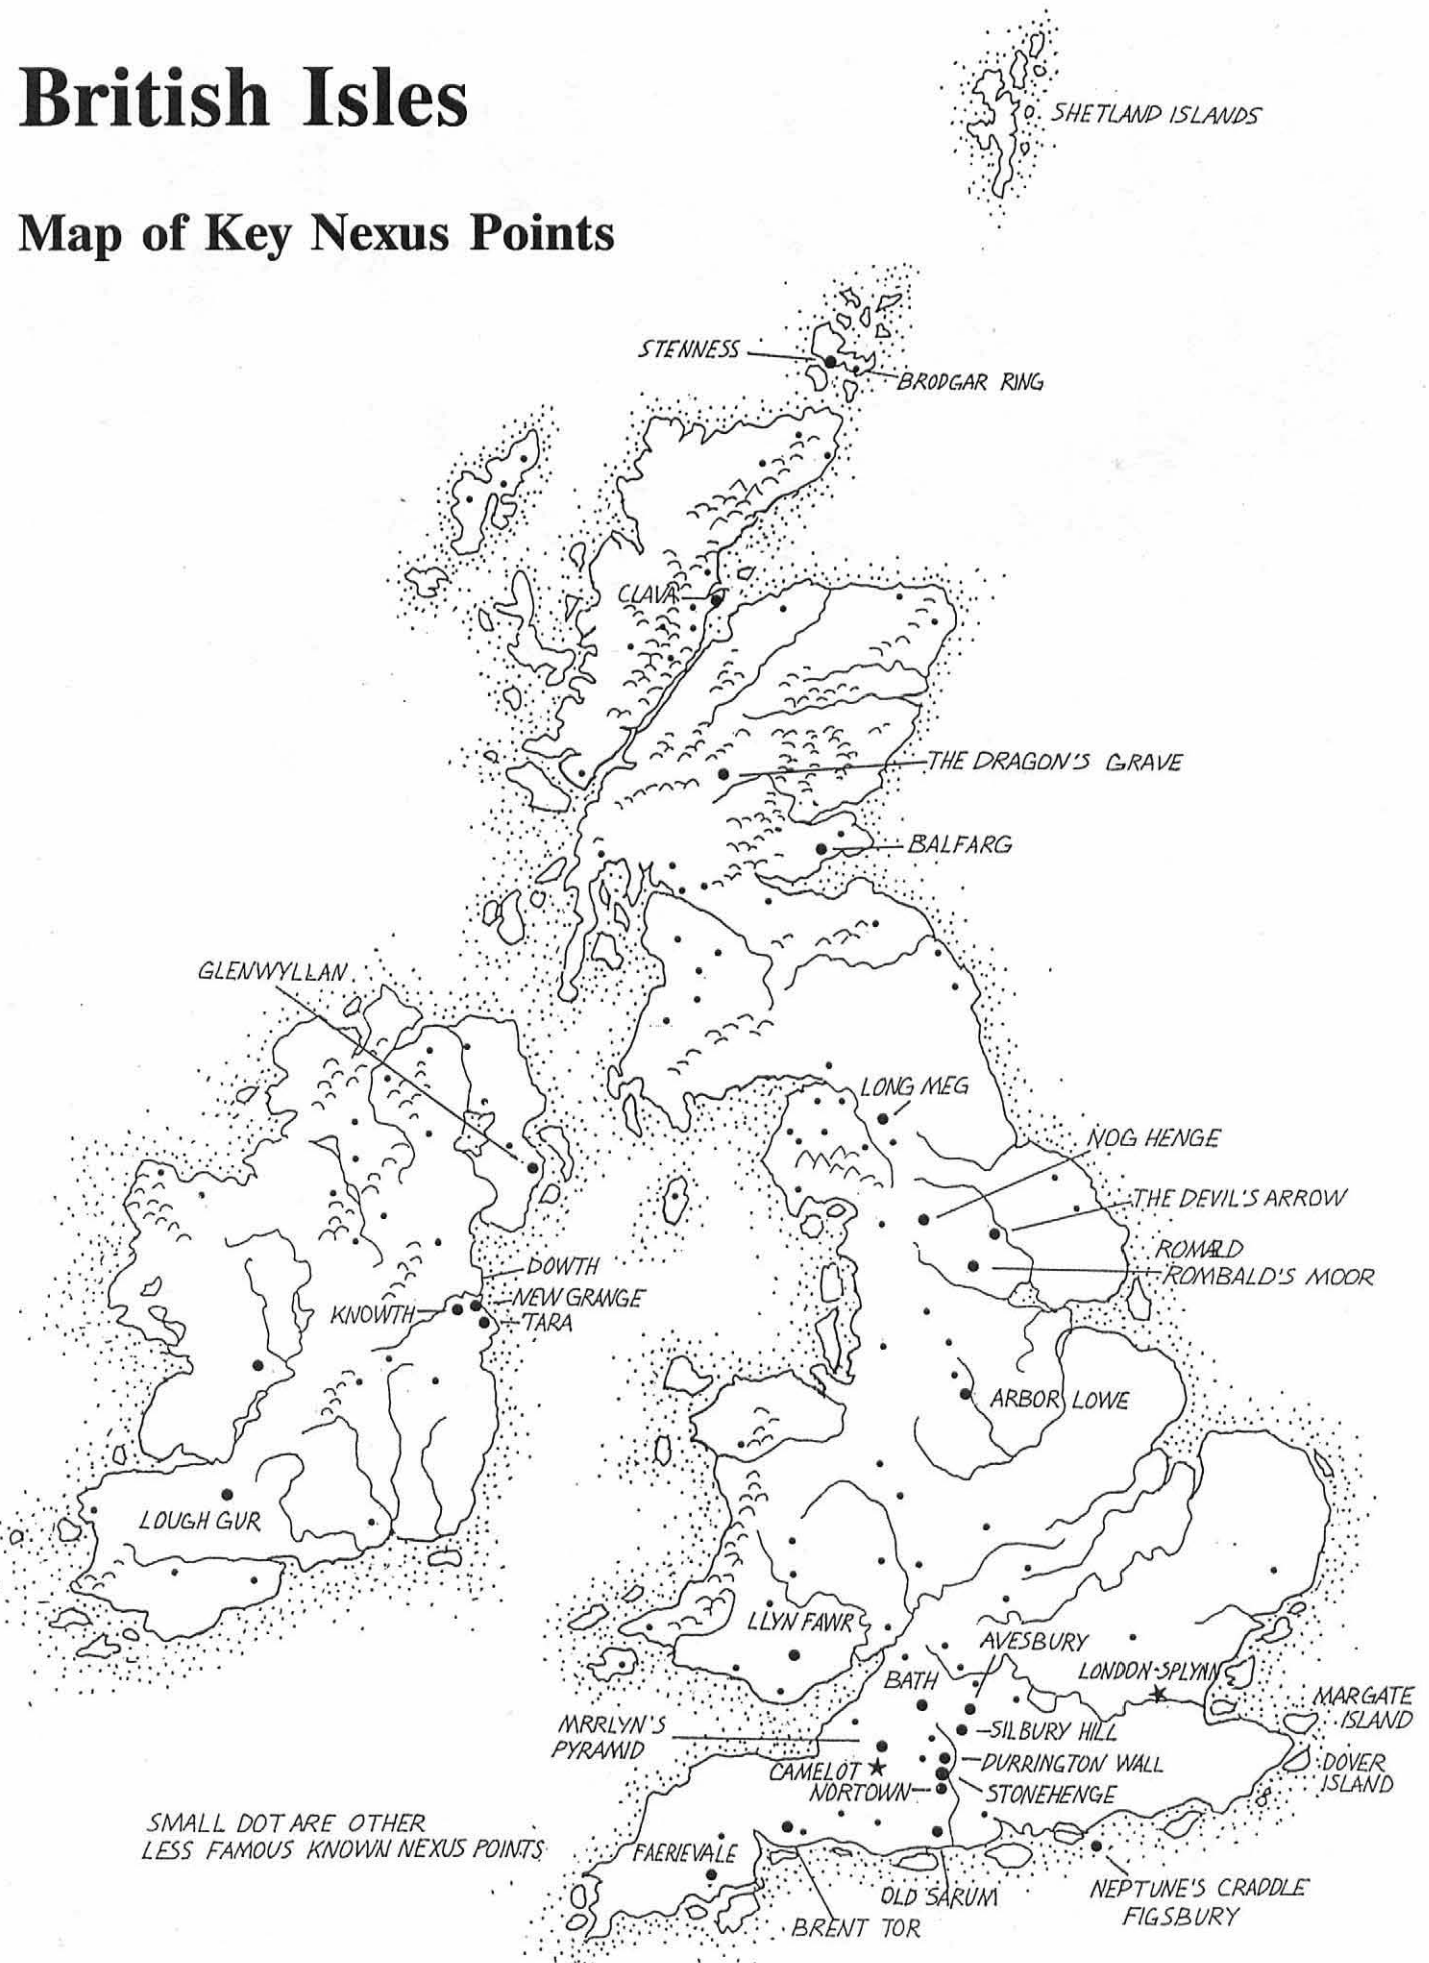 British Isles
SHETLAND ISLANDS
Map of Key Nexus Points
STENNESS
BRODGAR RING
CLAVA
THE DRAGON'S GRAVE
BALFARG
GLENWYLLAN
LONG MEG
NOG HENGE
THE DEVIL'S ARROW
ROMALD
ROMBALD'S MOOR
DOWTH
NEW GRANGE
KNOWTH
TARA
ARBOR LOWE
LOUGH GUR
LLYN FAWR
AVESBURY
BATH
LONDON-SPLYNN
MARGATE
ISLAND
MRRLYN'S
PYRAMID
SILBURY HILL
CAMELOT
DURRINGTON WALL
DOVER
ISLAND
NORTOWN
STONEHENGE
SMALL DOT ARE OTHER
LESS FAMOUS KNOWN NEXUS POINTS
FAERIEVALE
OLD SARUM
NEPTUNE'S CRADDLE
FIGSBURY
BRENT TOR